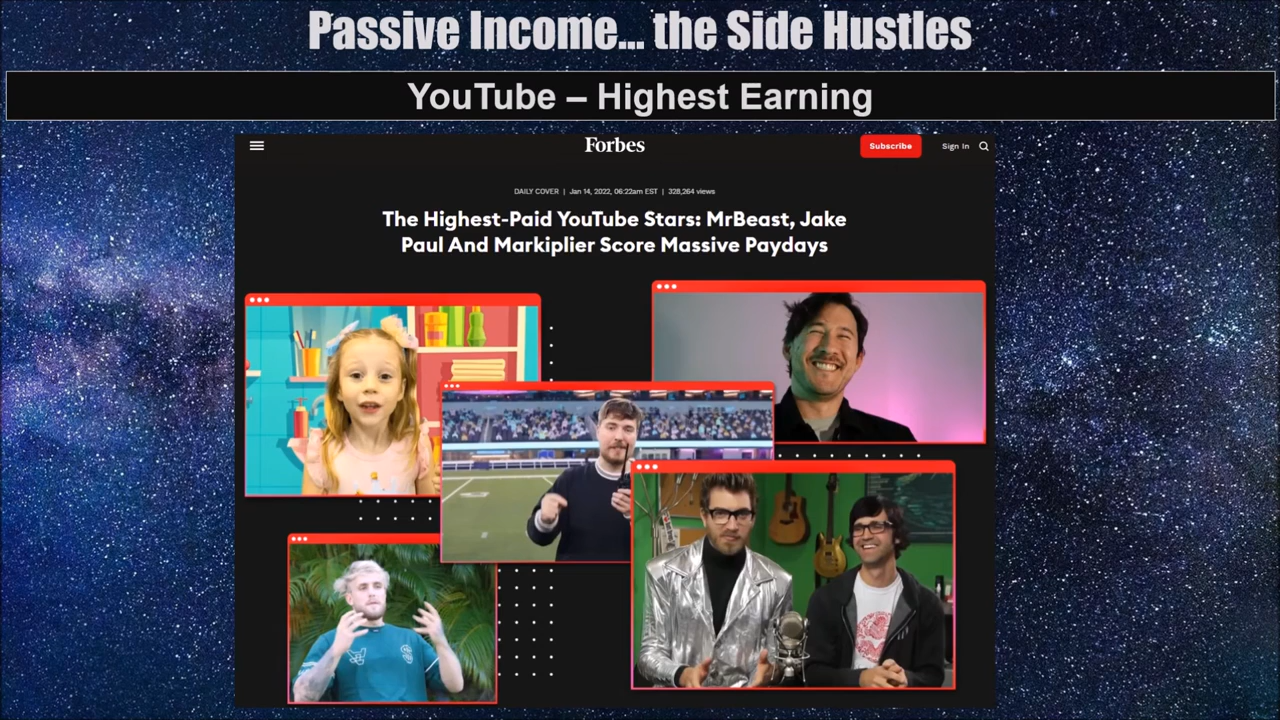 Passive Income... the Side Hustles
YouTube – Highest Earning
Forbes
Subscribe
Sign In
DAILY COVER | Jan 14, 2022, 06:22am EST | 328,264 views
The Highest-Paid YouTube Stars: MrBeast, Jake
Paul And Markiplier Score Massive Paydays